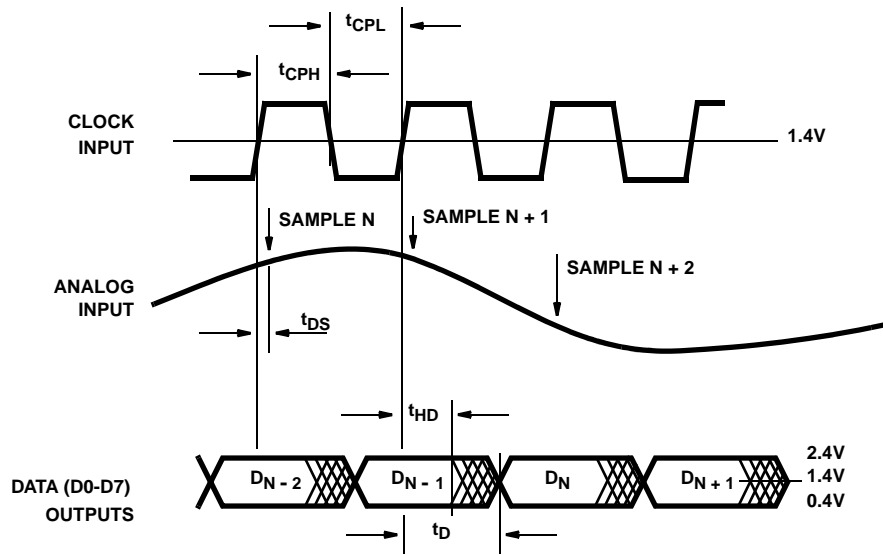 tCPL
tCPH
CLOCK
INPUT
1.4V
SAMPLE N
SAMPLE N + 1
SAMPLE N + 2
ANALOG
INPUT
tDS
tHD
DATA (D0-D7)
OUTPUTS
DN - 2
DN - 1
DN
DN + 1
2.4V
1.4V
0.4V
tD